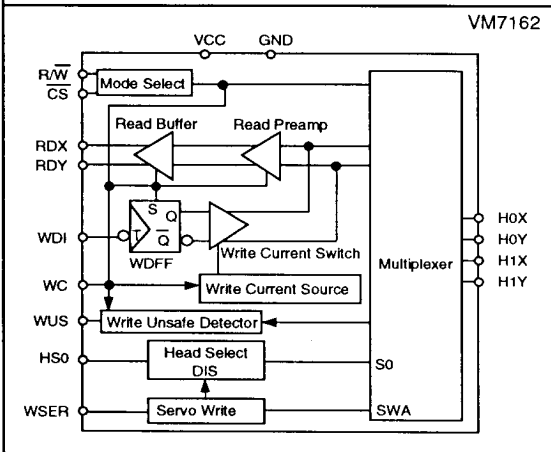 VM7162
VCC GND
R/W̅
C̅S̅
Mode Select
Read Buffer Read Preamp
RDX
RDY
S Q
T Q̅
WDI
WDFF
Write Current Switch
Multiplexer
H0X
H0Y
H1X
H1Y
WC
Write Current Source
WUS
Write Unsafe Detector
HS0
Head Select
DIS
S0
WSER
Servo Write
SWA